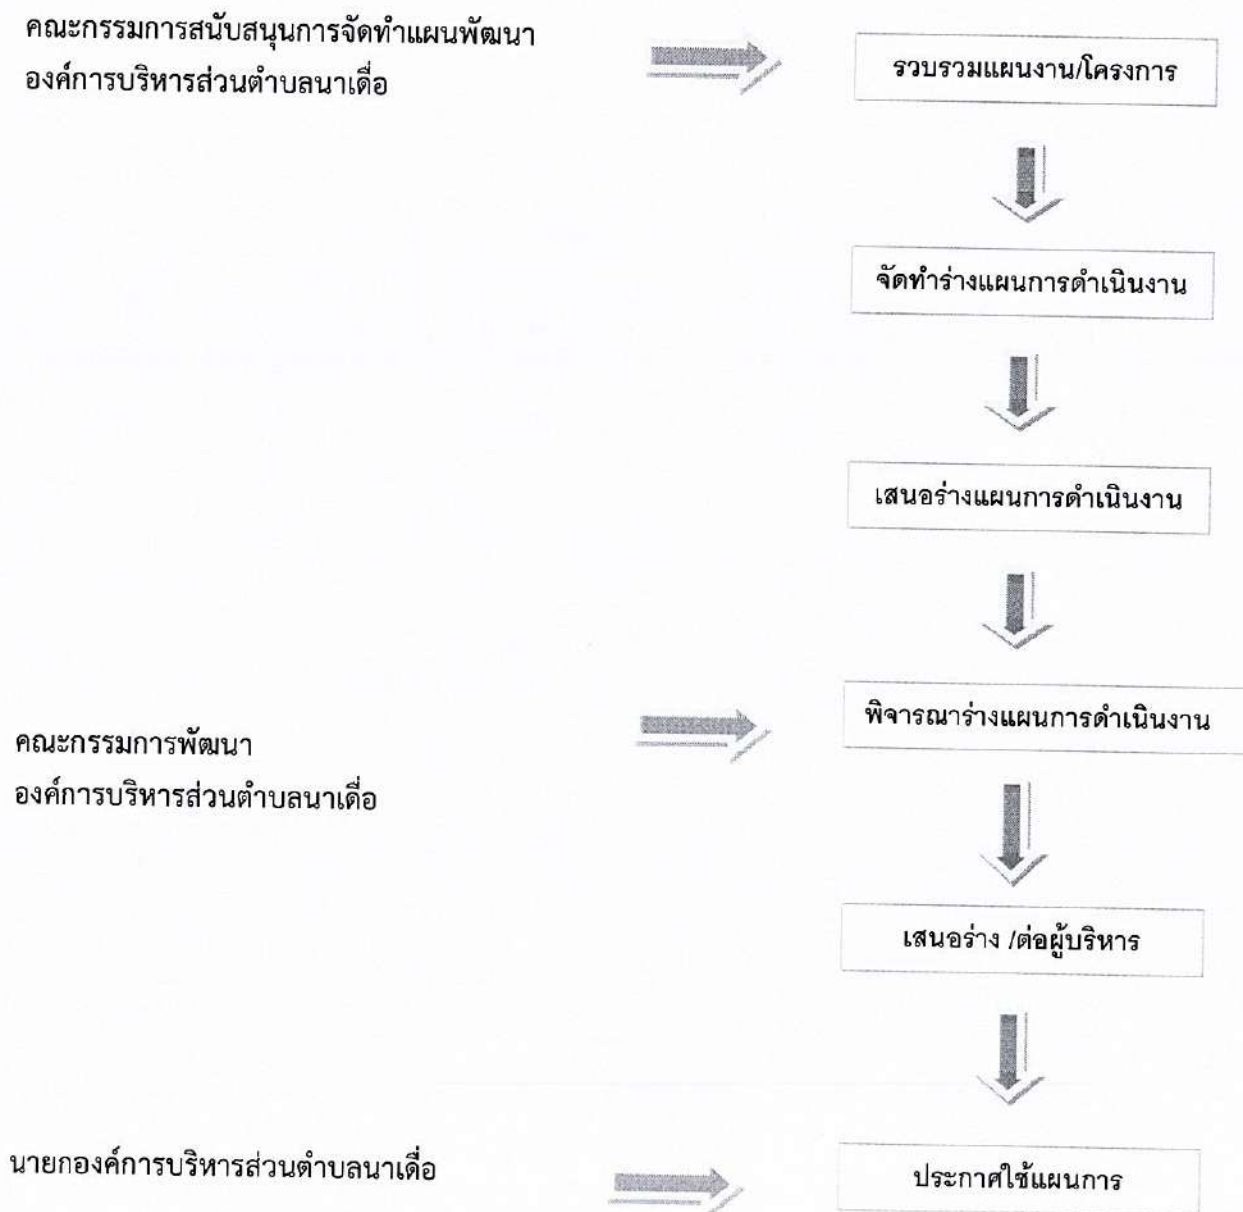 คณะกรรมการสนับสนุนการจัดทำแผนพัฒนา
องค์การบริหารส่วนตำบลนาเดื่อ
รวบรวมแผนงาน/โครงการ
จัดทำร่างแผนการดำเนินงาน
เสนอร่างแผนการดำเนินงาน
คณะกรรมการพัฒนา
องค์การบริหารส่วนตำบลนาเดื่อ
พิจารณาร่างแผนการดำเนินงาน
เสนอร่าง /ต่อผู้บริหาร
นายกองค์การบริหารส่วนตำบลนาเดื่อ
ประกาศใช้แผนการ